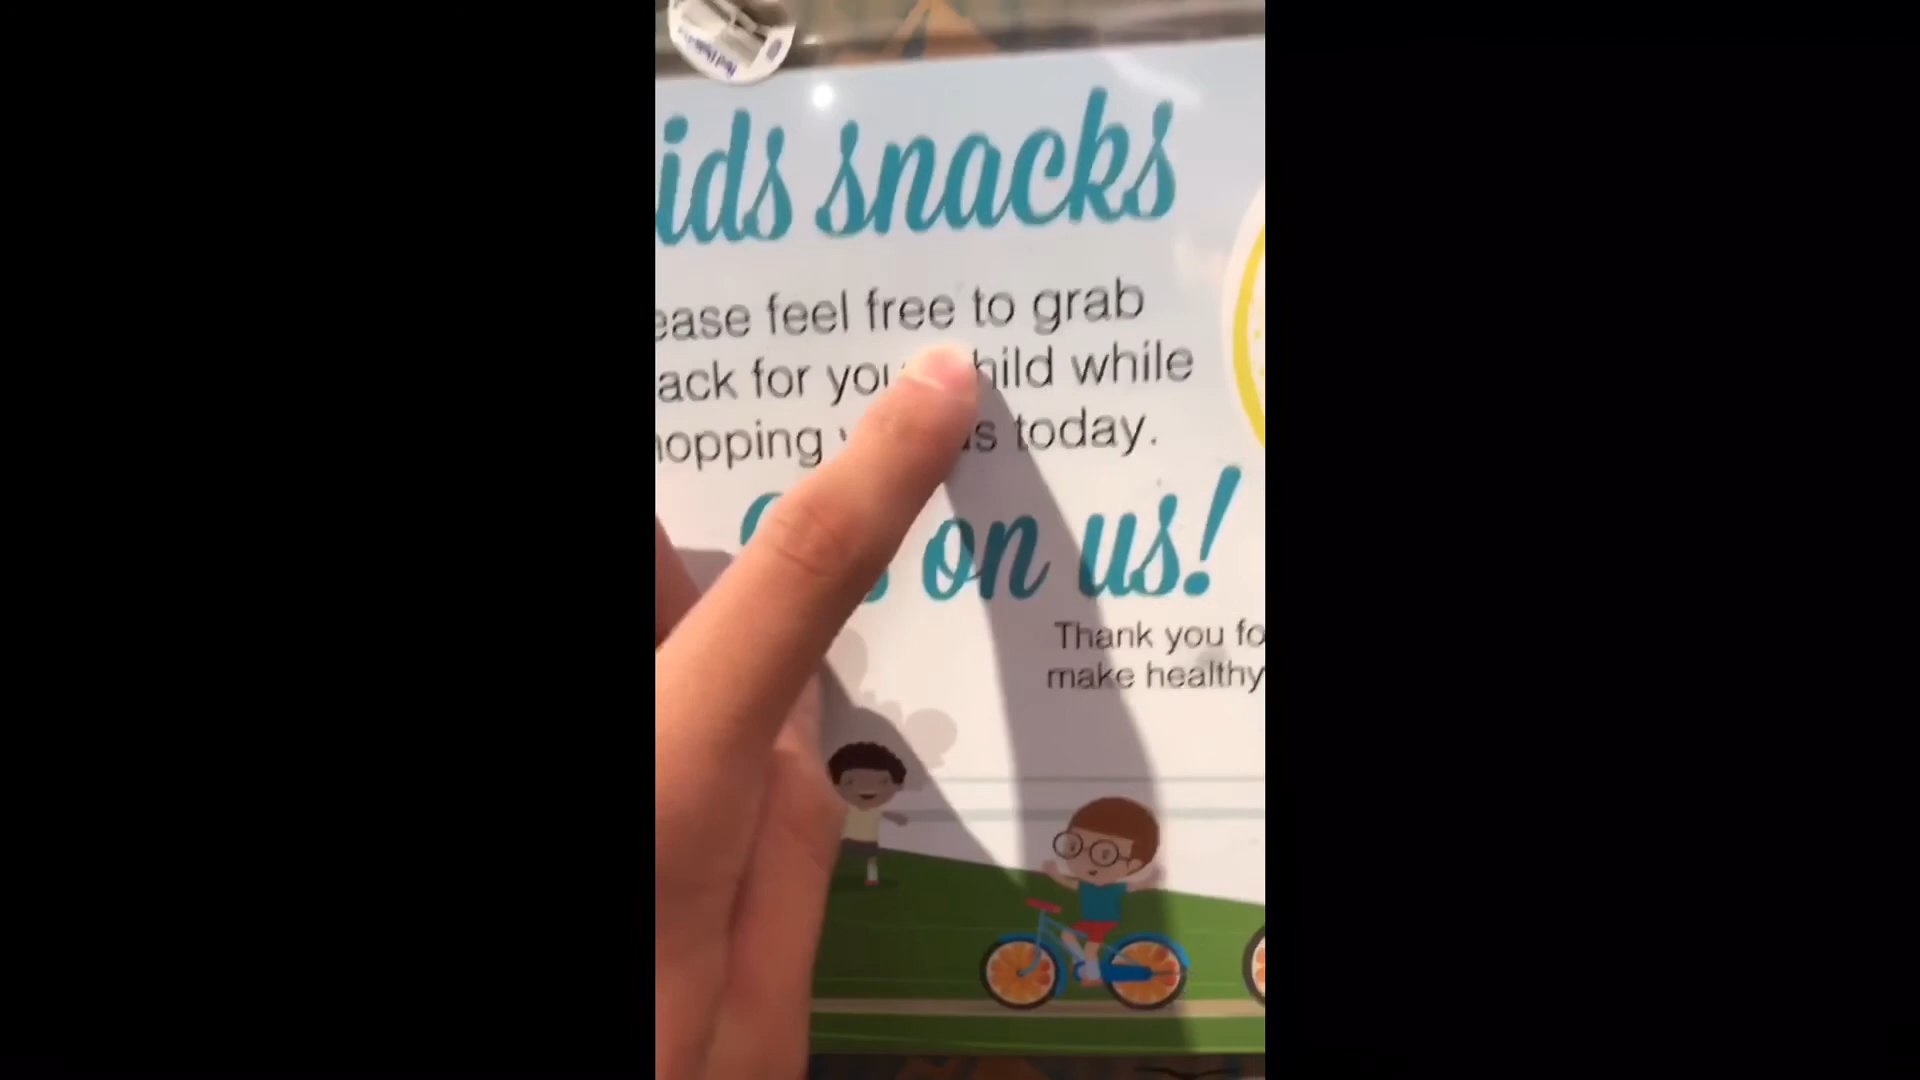 ids snacks
ease feel free to grab
ack for you hild while
hopping us today.
on us!
Thank you fo
make healthy